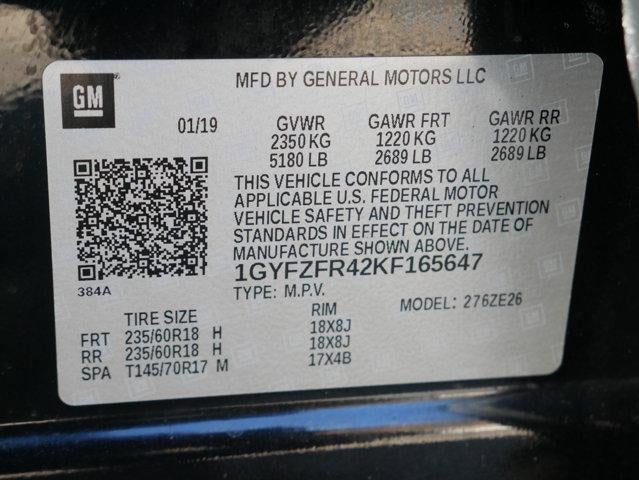 GM
MFD BY GENERAL MOTORS LLC
01/19
GVWR GAWR FRT GAWR RR
2350 KG 1220 KG 1220 KG
5180 LB 2689 LB 2689 LB
THIS VEHICLE CONFORMS TO ALL
APPLICABLE U.S. FEDERAL MOTOR
VEHICLE SAFETY AND THEFT PREVENTION
STANDARDS IN EFFECT ON THE DATE OF
MANUFACTURE SHOWN ABOVE.
1GYFZFR42KF165647
384A
TYPE: M.P.V. MODEL: 276ZE26
TIRE SIZE RIM
FRT 235/60R18 H 18X8J
RR 235/60R18 H 18X8J
SPA T145/70R17 M 17X4B